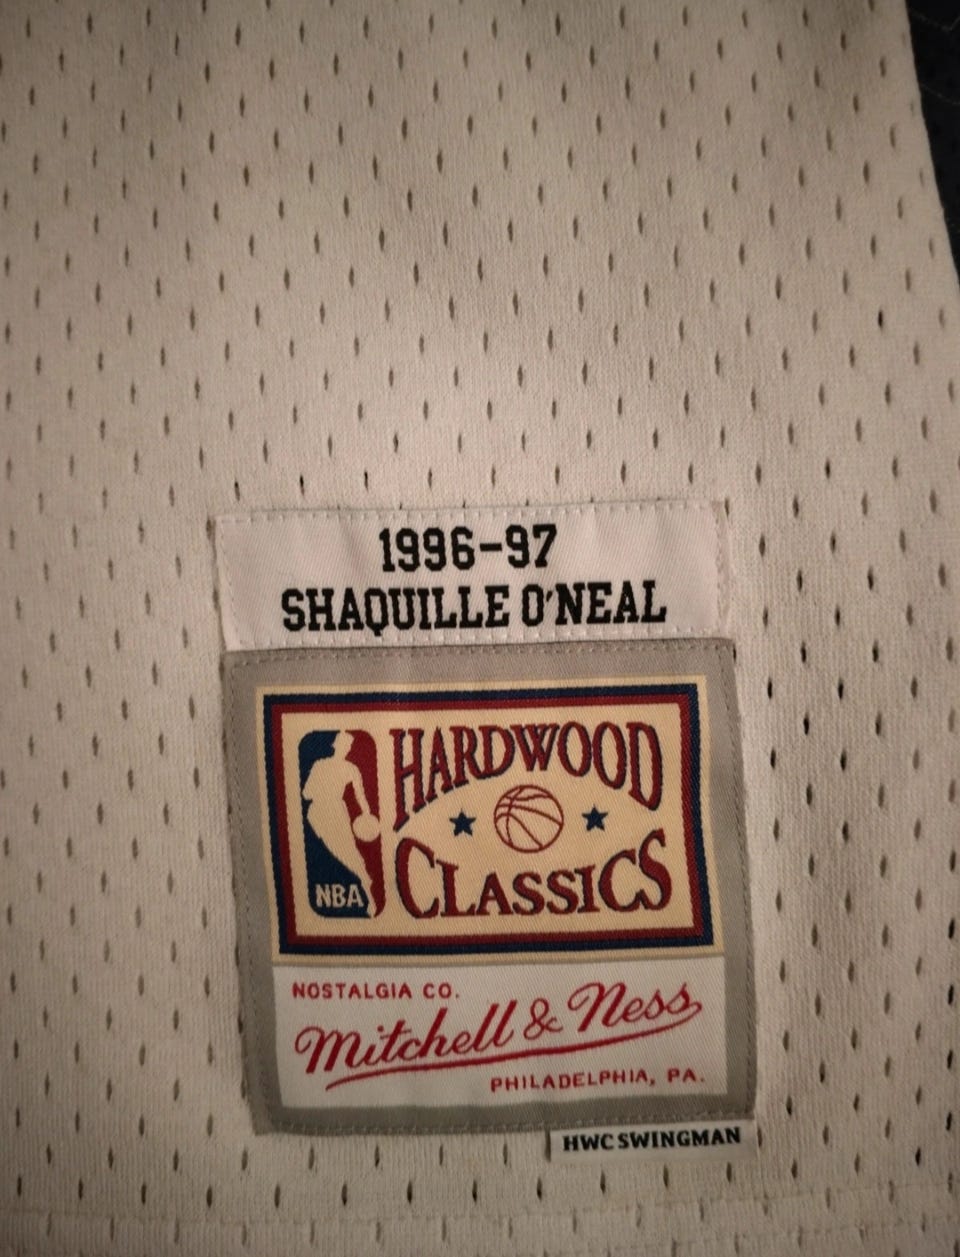 1996-97
SHAQUILLE O'NEAL
HARDWOOD
CLASSICS
NBA
NOSTALGIA CO.
Mitchell & Ness
PHILADELPHIA, PA.
HWC SWINGMAN